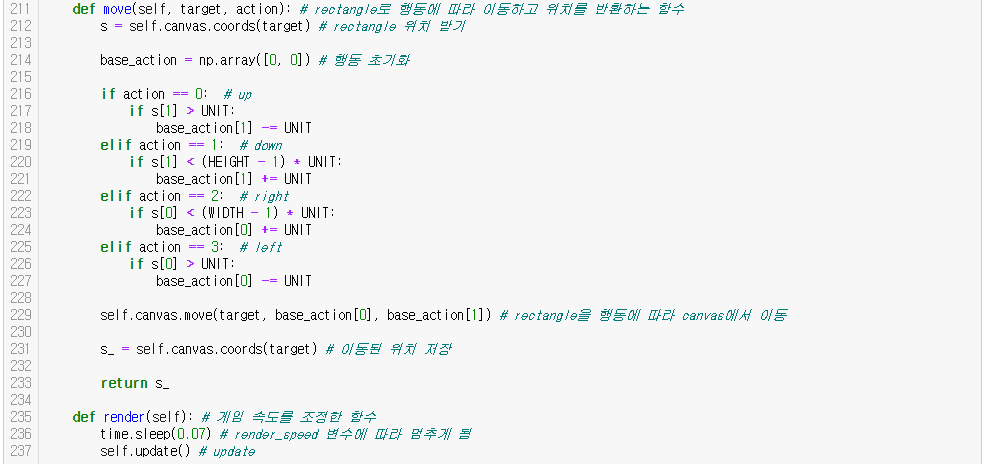 211 def move(self, target, action): # rectangle로 행동에 따라 이동하고 위치를 반환하는 함수
212 s = self.canvas.coords(target) # rectangle 위치 받기
213
214 base_action = np.array([0, 0]) # 행동 초기화
215
216 if action == 0: # up
217 if s[1] > UNIT:
218 base_action[1] -= UNIT
219 elif action == 1: # down
220 if s[1] < (HEIGHT - 1) * UNIT:
221 base_action[1] += UNIT
222 elif action == 2: # right
223 if s[0] < (WIDTH - 1) * UNIT:
224 base_action[0] += UNIT
225 elif action == 3: # left
226 if s[0] > UNIT:
227 base_action[0] -= UNIT
228
229 self.canvas.move(target, base_action[0], base_action[1]) # rectangle을 행동에 따라 canvas에서 이동
230
231 s_ = self.canvas.coords(target) # 이동된 위치 저장
232
233 return s_
234
235 def render(self): # 게임 속도를 조정한 함수
236 time.sleep(0.07) # render_speed 변수에 따라 멈추게 됨
237 self.update() # update